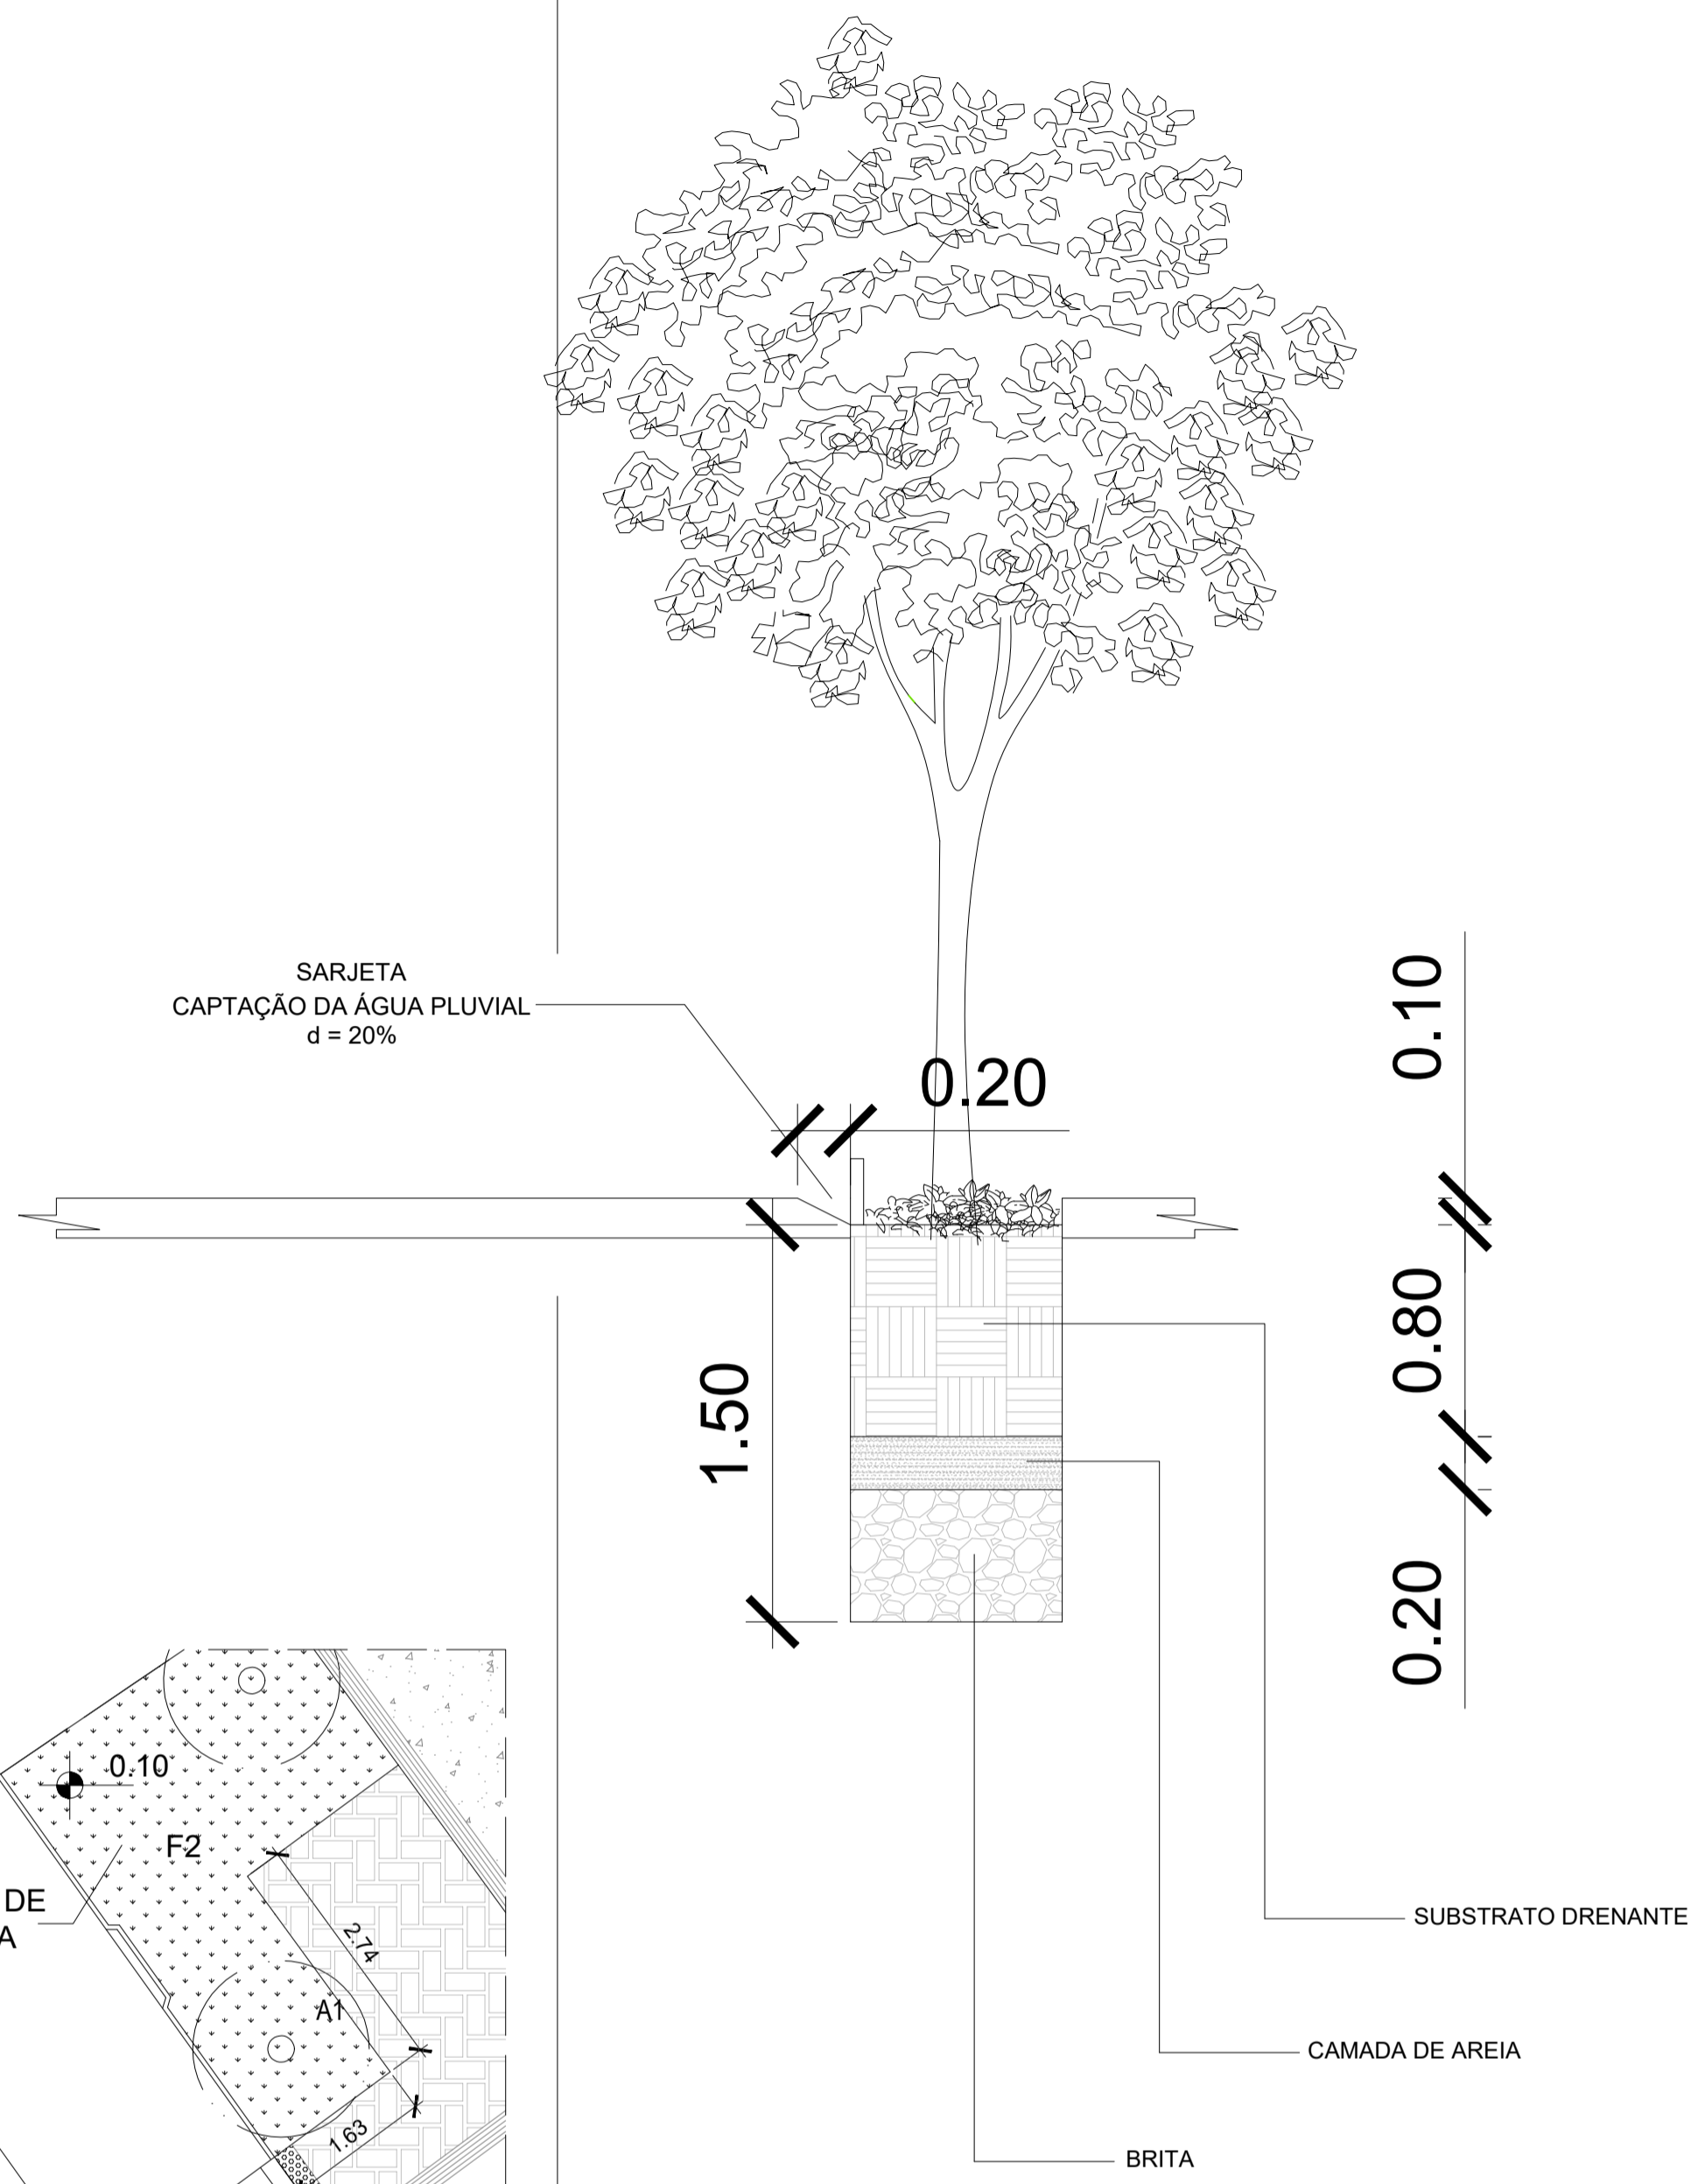 SARJETA
CAPTAÇÃO DA ÁGUA PLUVIAL
d = 20%
0.20
0.10
0.80
1.50
0.20
0.10
F2
DE
A
2.74
A1
1.63
SUBSTRATO DRENANTE
CAMADA DE AREIA
BRITA